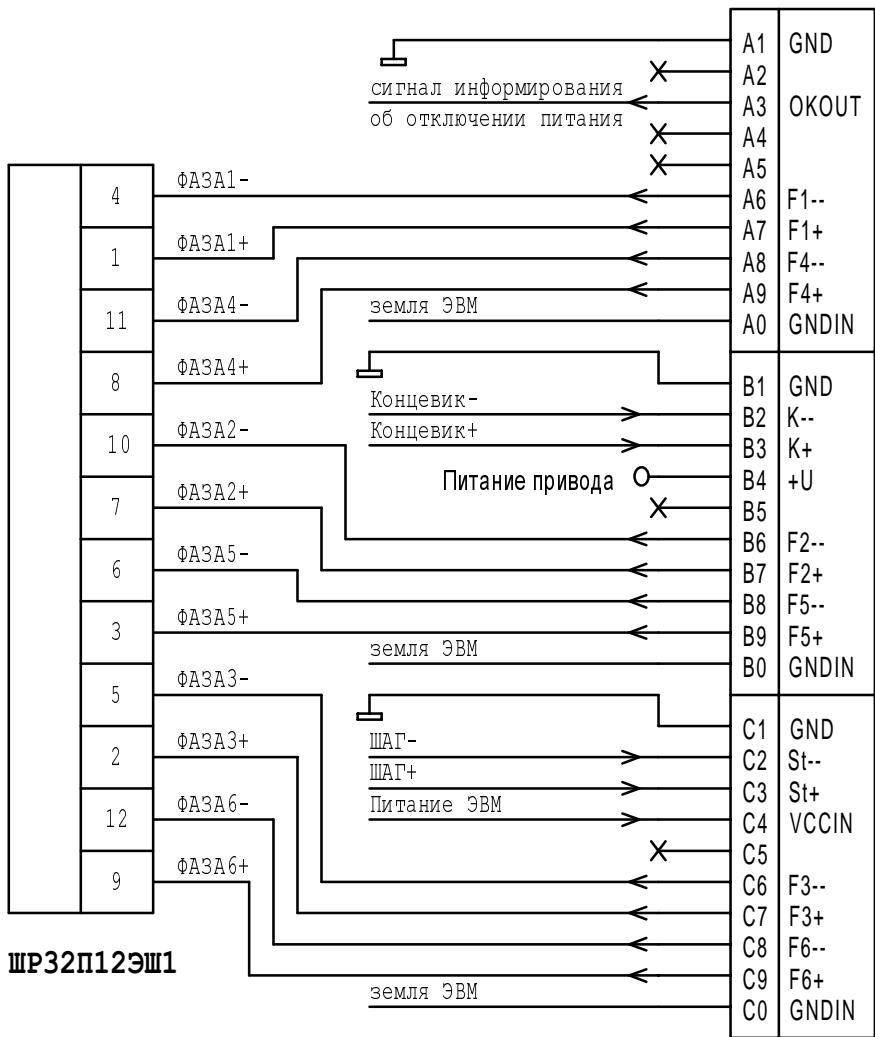 A1 GND
A2
сигнал информирования
A3 OKOUT
об отключении питания
A4
A5
4 ФАЗА1- A6 F1--
A7 F1+
1 ФАЗА1+ A8 F4--
A9 F4+
11 ФАЗА4- земля ЭВМ A0 GNDIN
8 ФАЗА4+ B1 GND
Концевик- B2 K--
10 ФАЗА2- Концевик+ B3 K+
Питание привода B4 +U
7 ФАЗА2+ B5
B6 F2--
6 ФАЗА5- B7 F2+
B8 F5--
3 ФАЗА5+ B9 F5+
земля ЭВМ B0 GNDIN
5 ФАЗА3-
C1 GND
2 ФАЗА3+ ШАГ- C2 St--
ШАГ+ C3 St+
12 ФАЗА6- Питание ЭВМ C4 VCCIN
C5
9 ФАЗА6+ C6 F3--
C7 F3+
C8 F6--
ШР32П12ЭШ1
C9 F6+
земля ЭВМ C0 GNDIN